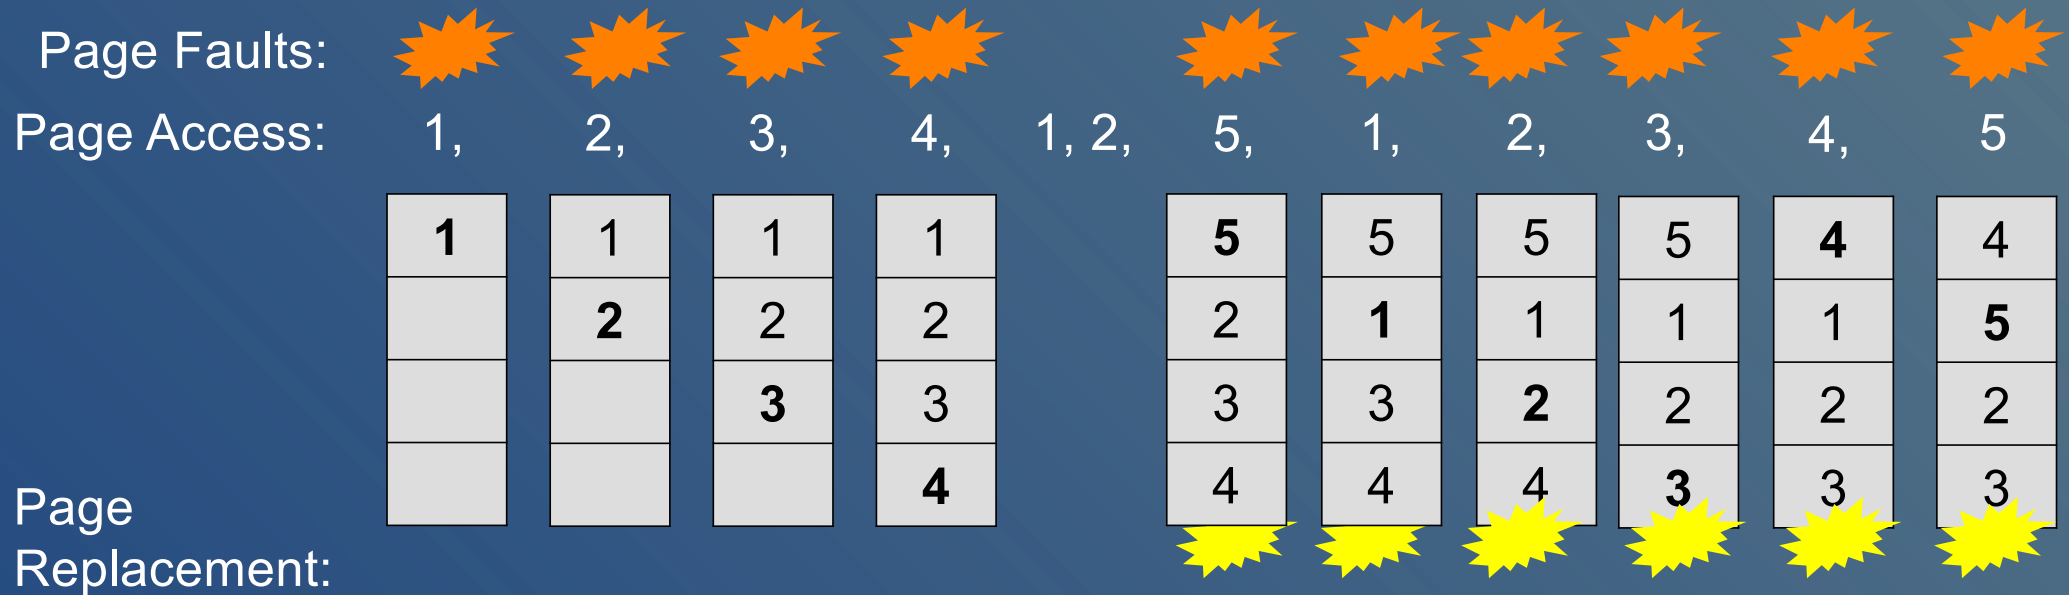 Page Faults:
Page Access: 1, 2, 3, 4, 1, 2, 5, 1, 2, 3, 4, 5
1 1 1 1 5 5 5 5 4 4
2 2 2 2 1 1 1 1 5
3 3 3 3 2 2 2 2
4 4 4 4 3 3 3
Page
Replacement: